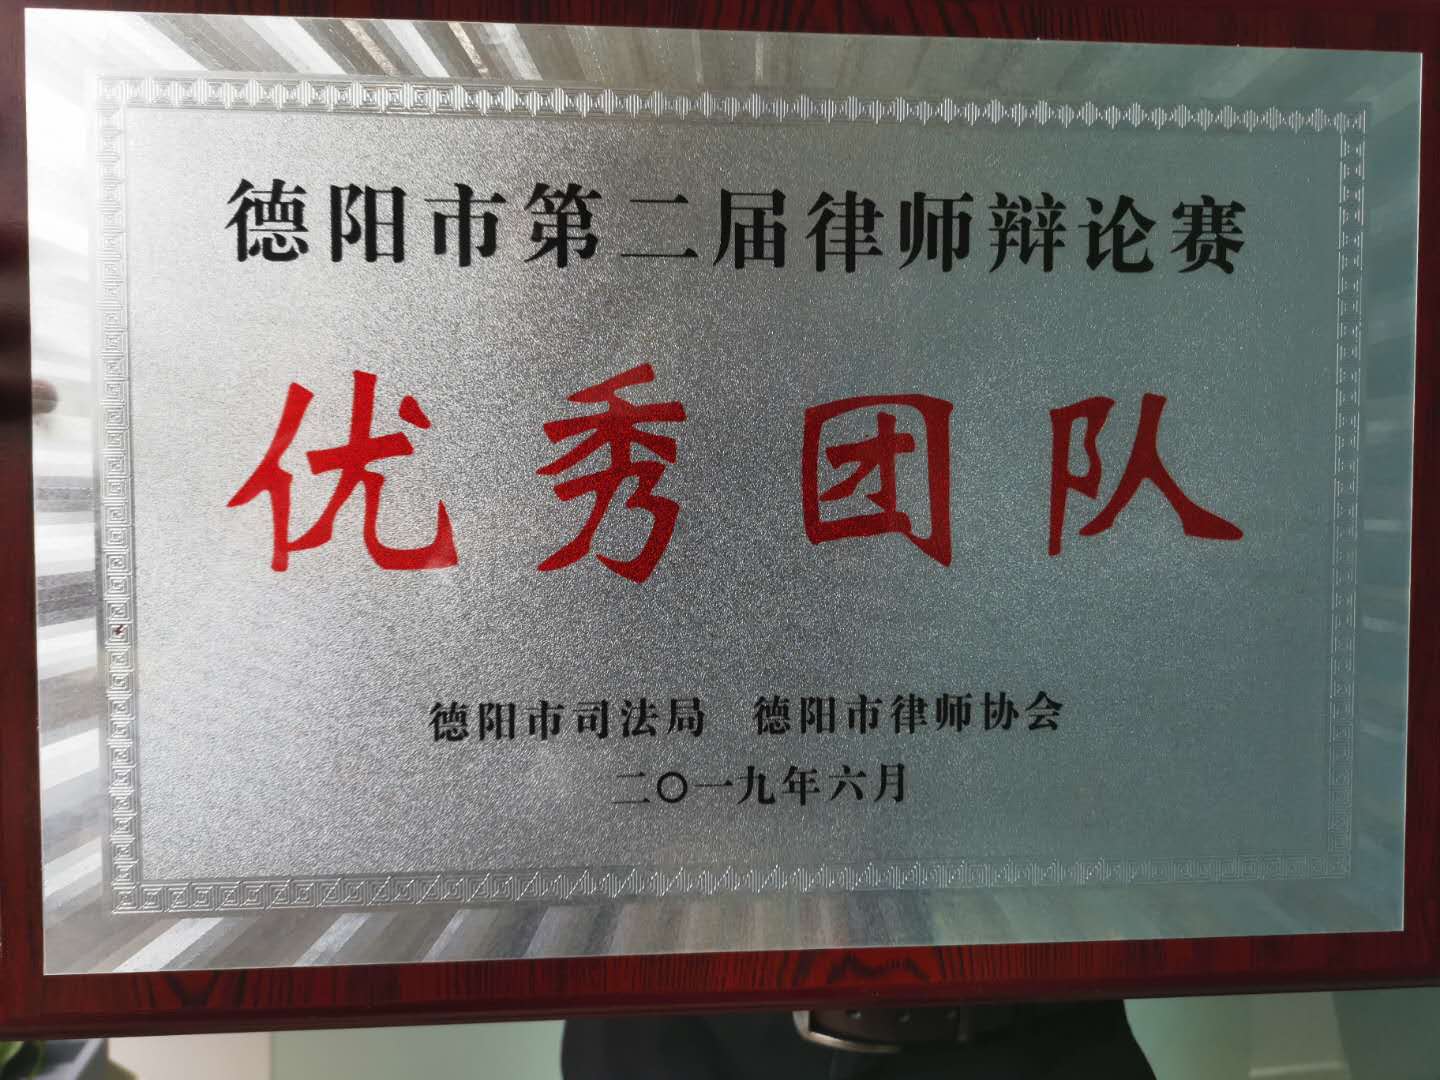 德阳市第二届律师辩论赛
优秀团队
德阳市司法局 德阳市律师协会
二〇一九年六月